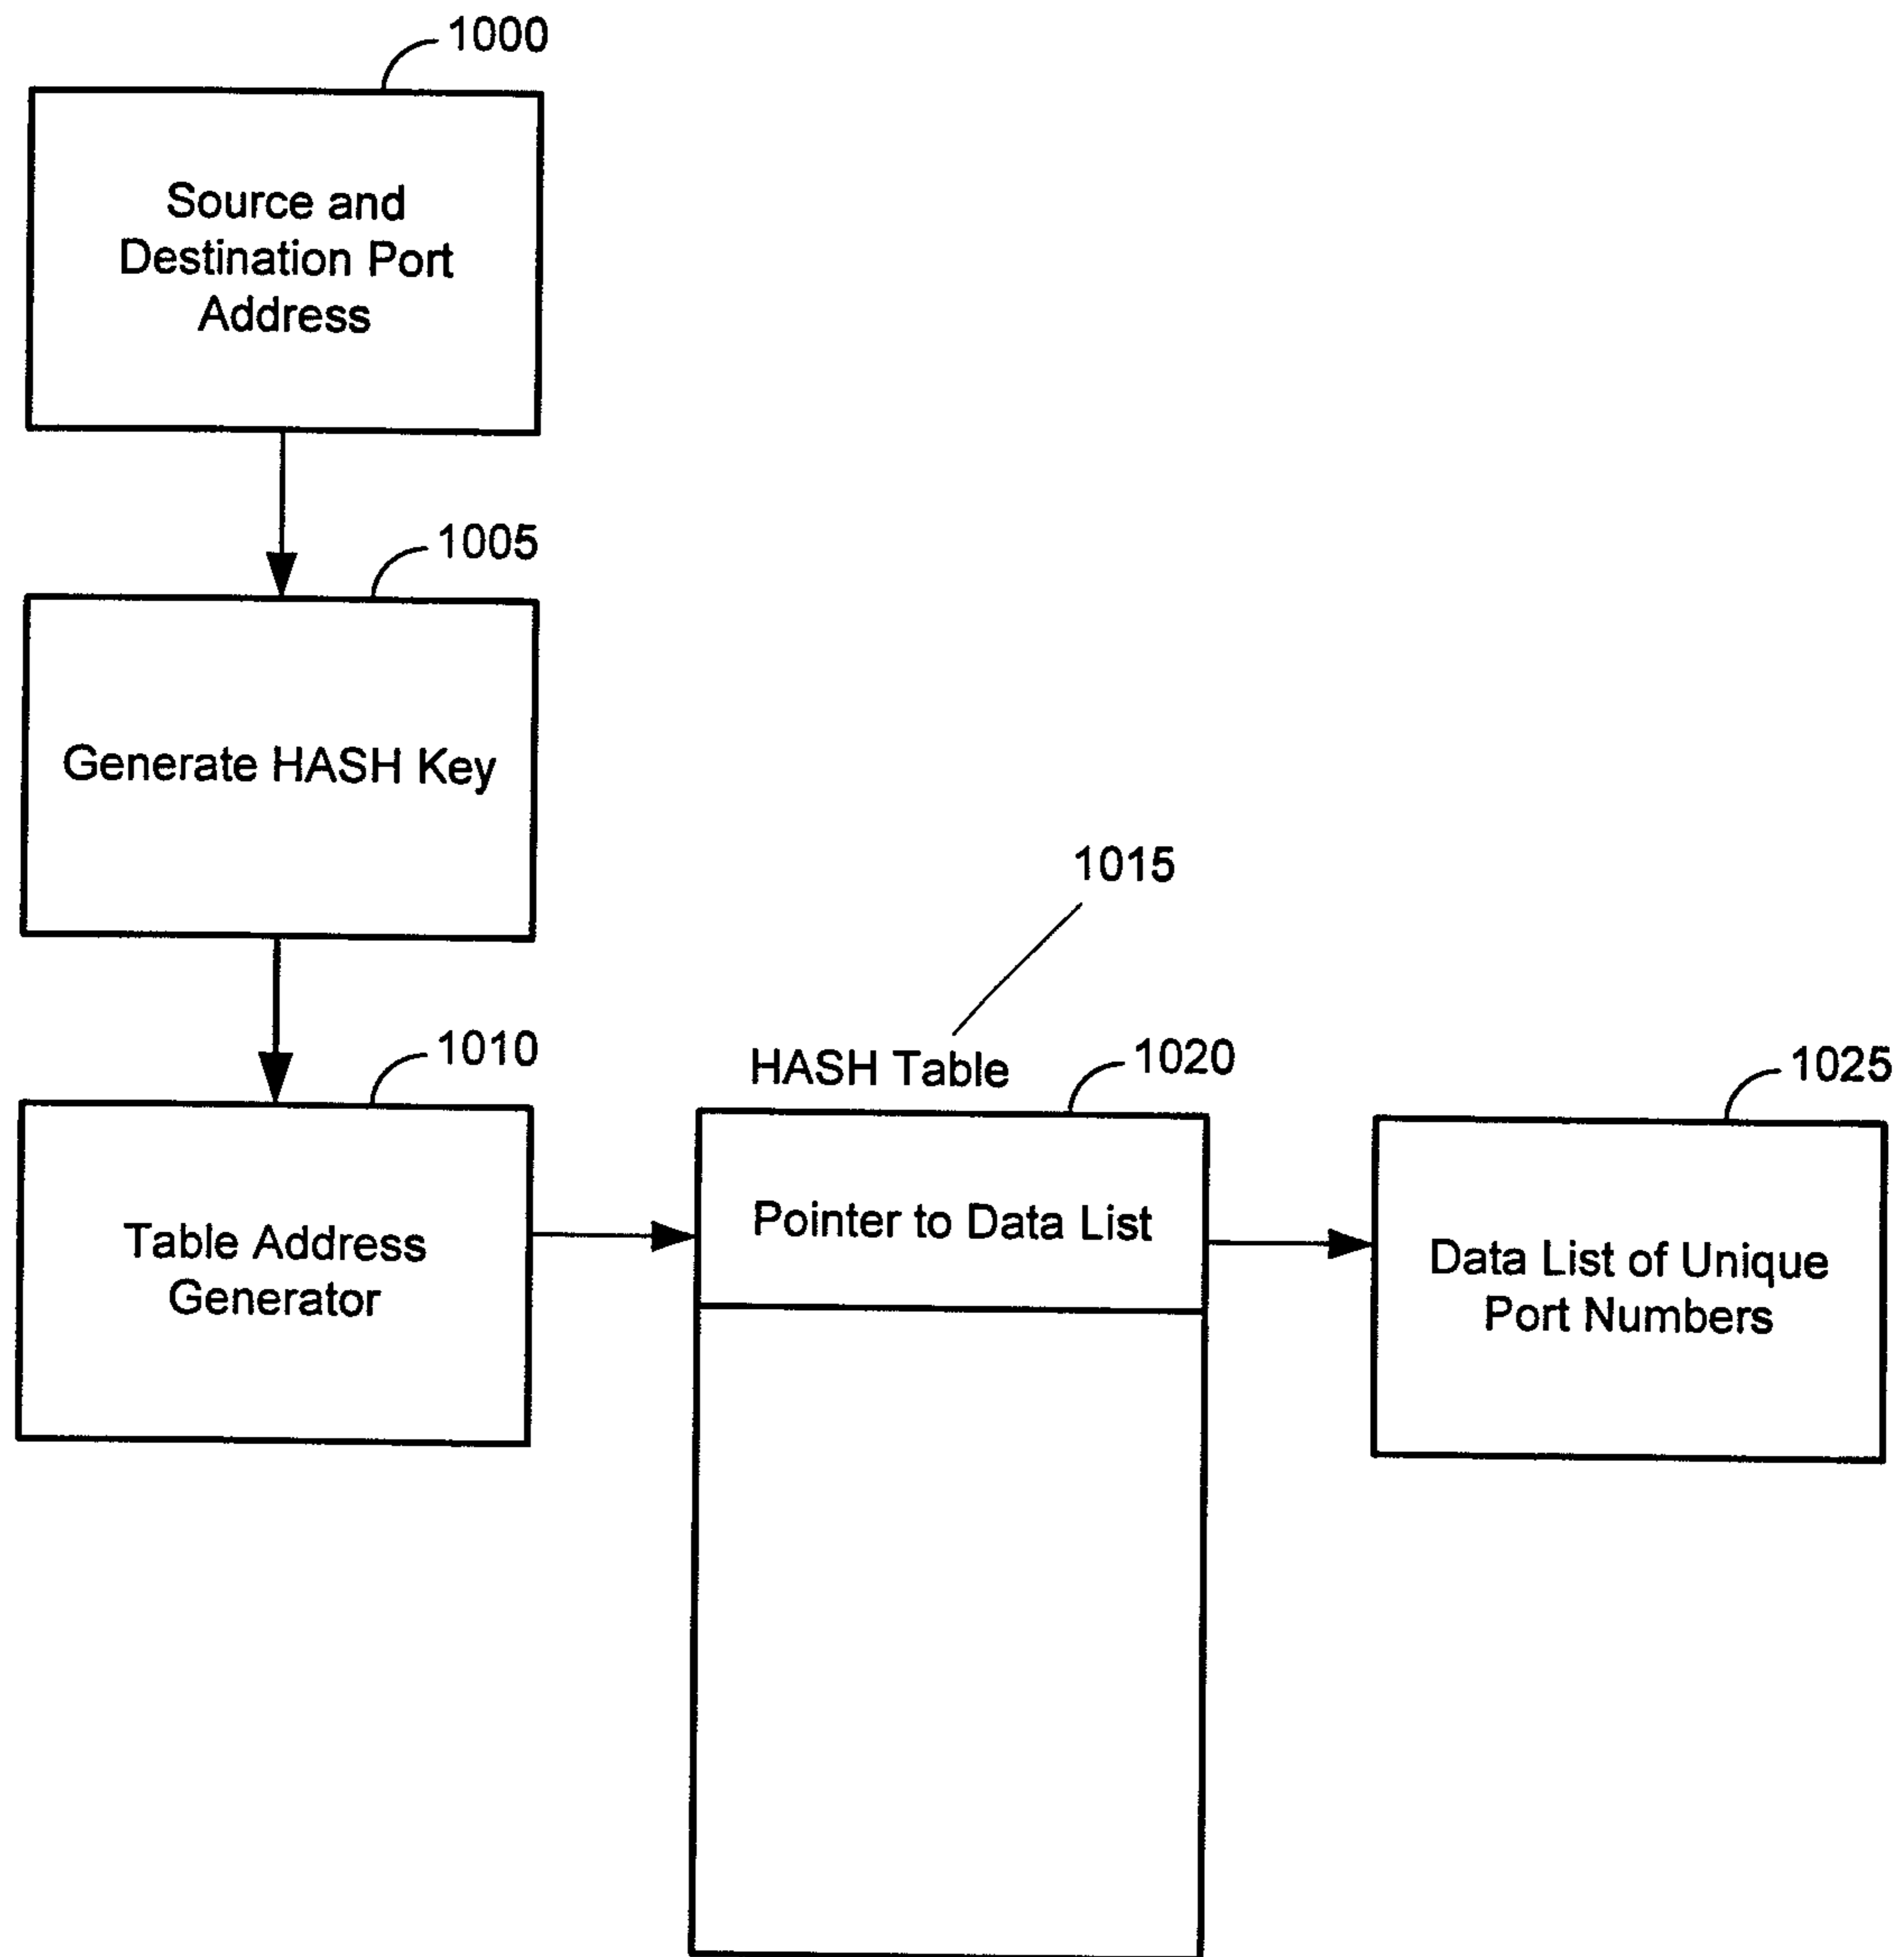 1000
Source and
Destination Port
Address
1005
Generate HASH Key
1010
Table Address
Generator
1015
HASH Table
1020
Pointer to Data List
1025
Data List of Unique
Port Numbers